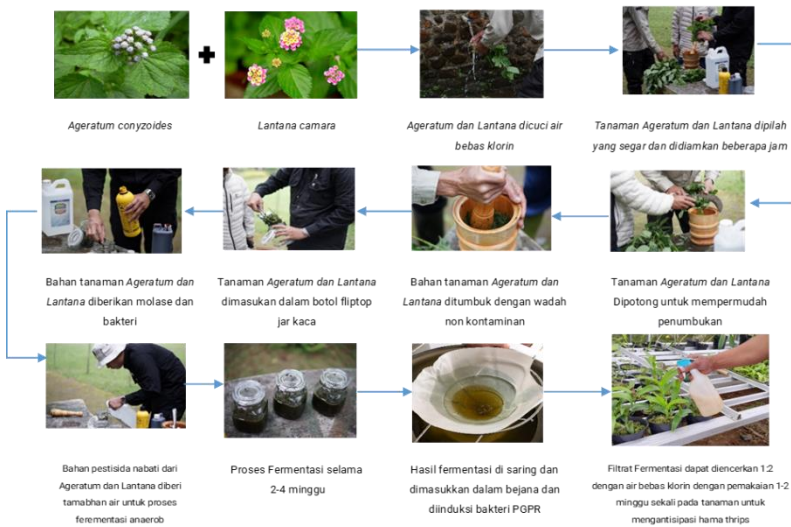 Ageratum conyzoides
Lantana camara
Ageratum dan Lantana dicuci air
bebas klorin
Tanaman Ageratum dan Lantana dipilah
yang segar dan didiamkan beberapa jam
Tanaman Ageratum dan Lantana
Dipotong untuk mempermudah
penumbukan
Bahan tanaman Ageratum dan
Lantana ditumbuk dengan wadah
non kontaminan
Tanaman Ageratum dan Lantana
dimasukan dalam botol fliptop
jar kaca
Bahan tanaman Ageratum dan
Lantana diberikan molase dan
bakteri
Bahan pestisida nabati dari
Ageratum dan Lantana diberi
tamabhan air untuk proses
ferementasi anaerob
Proses Fermentasi selama
2-4 minggu
Hasil fermentasi di saring dan
dimasukkan dalam bejana dan
diinduksi bakteri PGPR
Filtrat Fermentasi dapat diencerkan 1:2
dengan air bebas klorin dengan pemakaian 1-2
minggu sekali pada tanaman untuk
mengantisipasi hama thrips